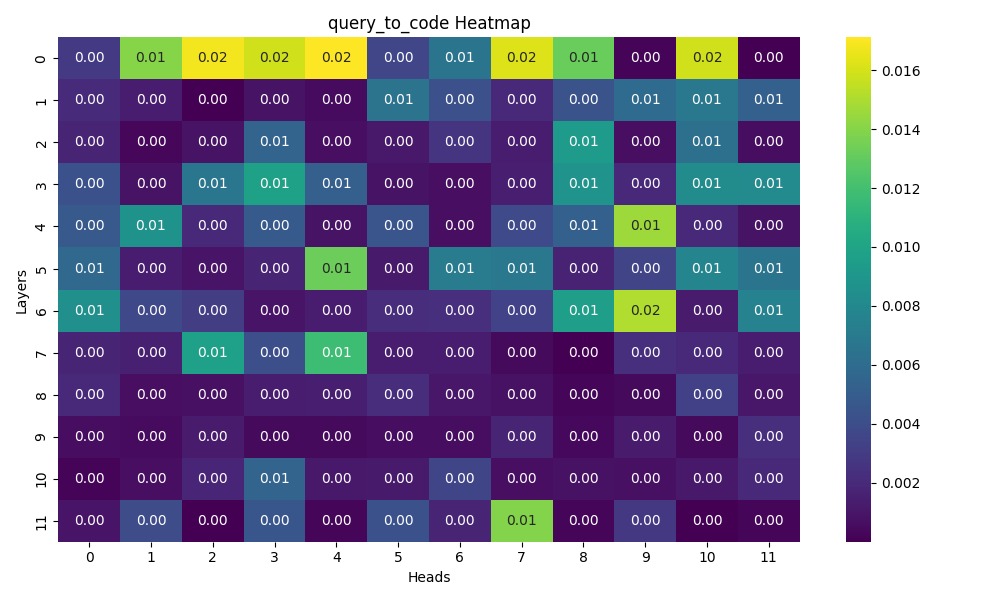 query_to_code Heatmap
0 0.00 0.01 0.02 0.02 0.02 0.00 0.01 0.02 0.01 0.00 0.02 0.00
1 0.00 0.00 0.00 0.00 0.00 0.01 0.00 0.00 0.00 0.01 0.01 0.01
2 0.00 0.00 0.00 0.01 0.00 0.00 0.00 0.00 0.01 0.00 0.01 0.00
3 0.00 0.00 0.01 0.01 0.01 0.00 0.00 0.00 0.01 0.00 0.01 0.01
4 0.00 0.01 0.00 0.00 0.00 0.00 0.00 0.00 0.01 0.01 0.00 0.00
5 0.01 0.00 0.00 0.00 0.01 0.00 0.01 0.01 0.00 0.00 0.01 0.01
6 0.01 0.00 0.00 0.00 0.00 0.00 0.00 0.00 0.01 0.02 0.00 0.01
7 0.00 0.00 0.01 0.00 0.01 0.00 0.00 0.00 0.00 0.00 0.00 0.00
8 0.00 0.00 0.00 0.00 0.00 0.00 0.00 0.00 0.00 0.00 0.00 0.00
9 0.00 0.00 0.00 0.00 0.00 0.00 0.00 0.00 0.00 0.00 0.00 0.00
10 0.00 0.00 0.00 0.01 0.00 0.00 0.00 0.00 0.00 0.00 0.00 0.00
11 0.00 0.00 0.00 0.00 0.00 0.00 0.00 0.01 0.00 0.00 0.00 0.00
0 1 2 3 4 5 6 7 8 9 10 11
Heads
Layers
0.016
0.014
0.012
0.010
0.008
0.006
0.004
0.002